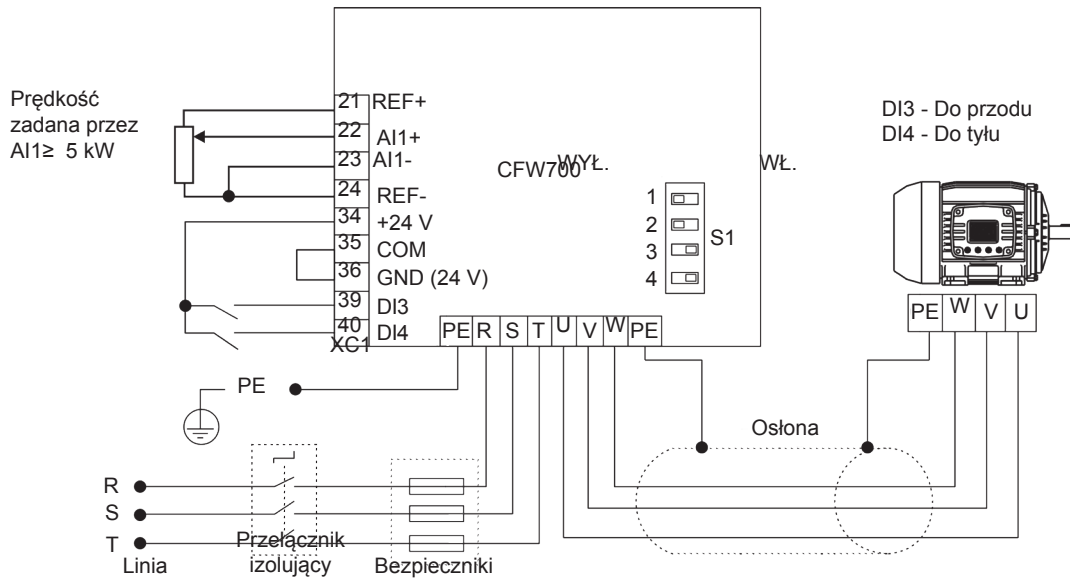 Prędkość
zadana przez
AI1≥ 5 kW
21 REF+
22 AI1+
23 AI1-
24 REF-
34 +24 V
35 COM
36 GND (24 V)
39 DI3
40 DI4
XC1
CFW700
WYŁ.
WŁ.
1
2
3
4
S1
DI3 - Do przodu
DI4 - Do tyłu
PE R S T U V W PE
PE W V U
PE
Osłona
R
S
T
Linia
Przełącznik
izolujący
Bezpieczniki